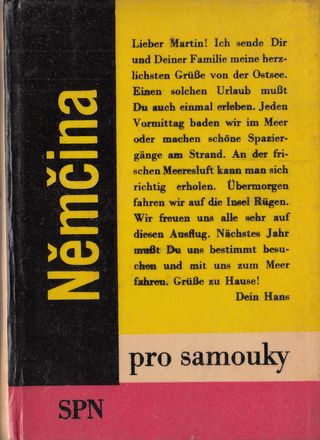 Němčina
Lieber Martin! Ich sende Dir
und Deiner Familie meine herz-
lichsten Grüße von der Ostsee.
Einen solchen Urlaub mußt
Du auch einmal erleben. Jeden
Vormittag baden wir im Meer
oder machen schöne Spazier-
gänge am Strand. An der fri-
schen Meeresluft kann man sich
richtig erholen. Übermorgen
fahren wir auf die Insel Rügen.
Wir freuen uns alle sehr auf
diesen Ausflug. Nächstes Jahr
mußt Du uns bestimmt besu-
chen und mit uns zum Meer
fahren. Grüße zu Hause!
Dein Hans
pro samouky
SPN